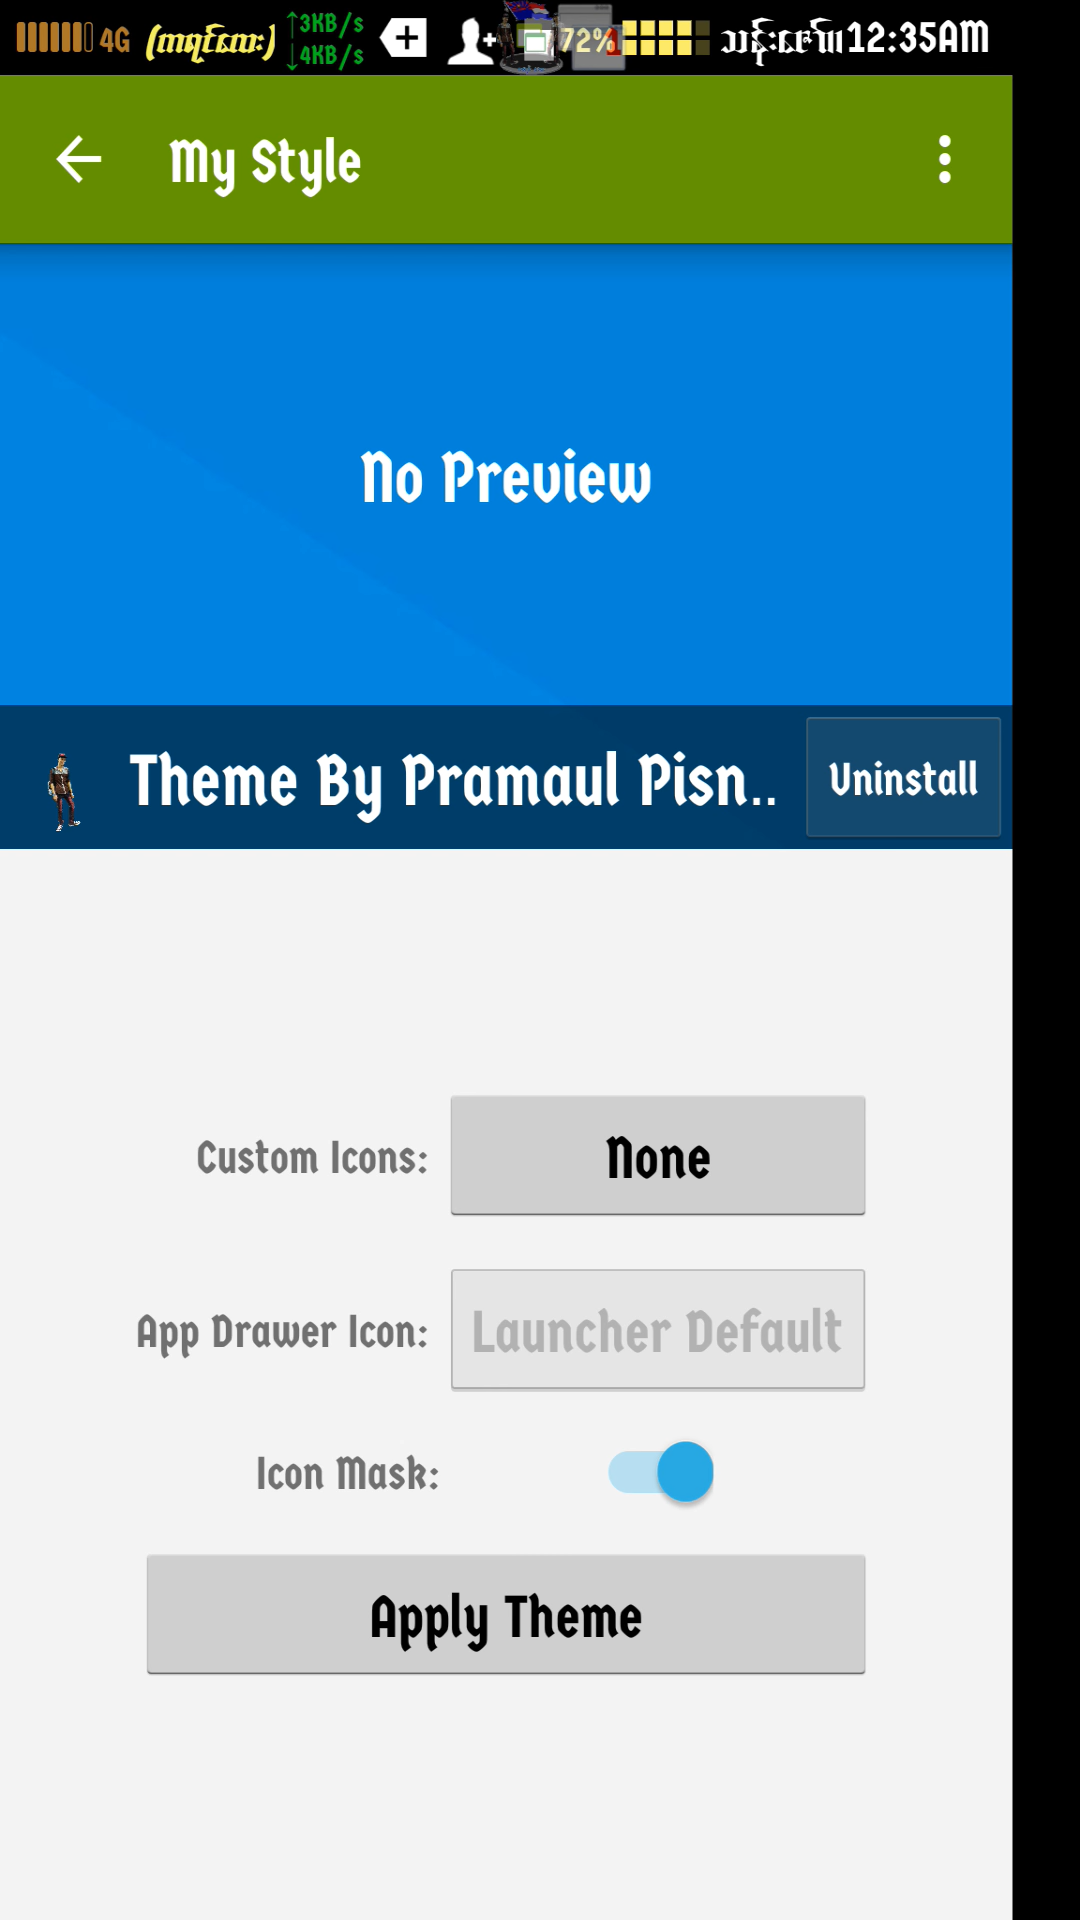 4G
3KB/s
4KB/s
72%
12:35AM
My Style
No Preview
Theme By Pramaul Pisn..
Uninstall
Custom Icons:
None
App Drawer Icon:
Launcher Default
Icon Mask:
Apply Theme